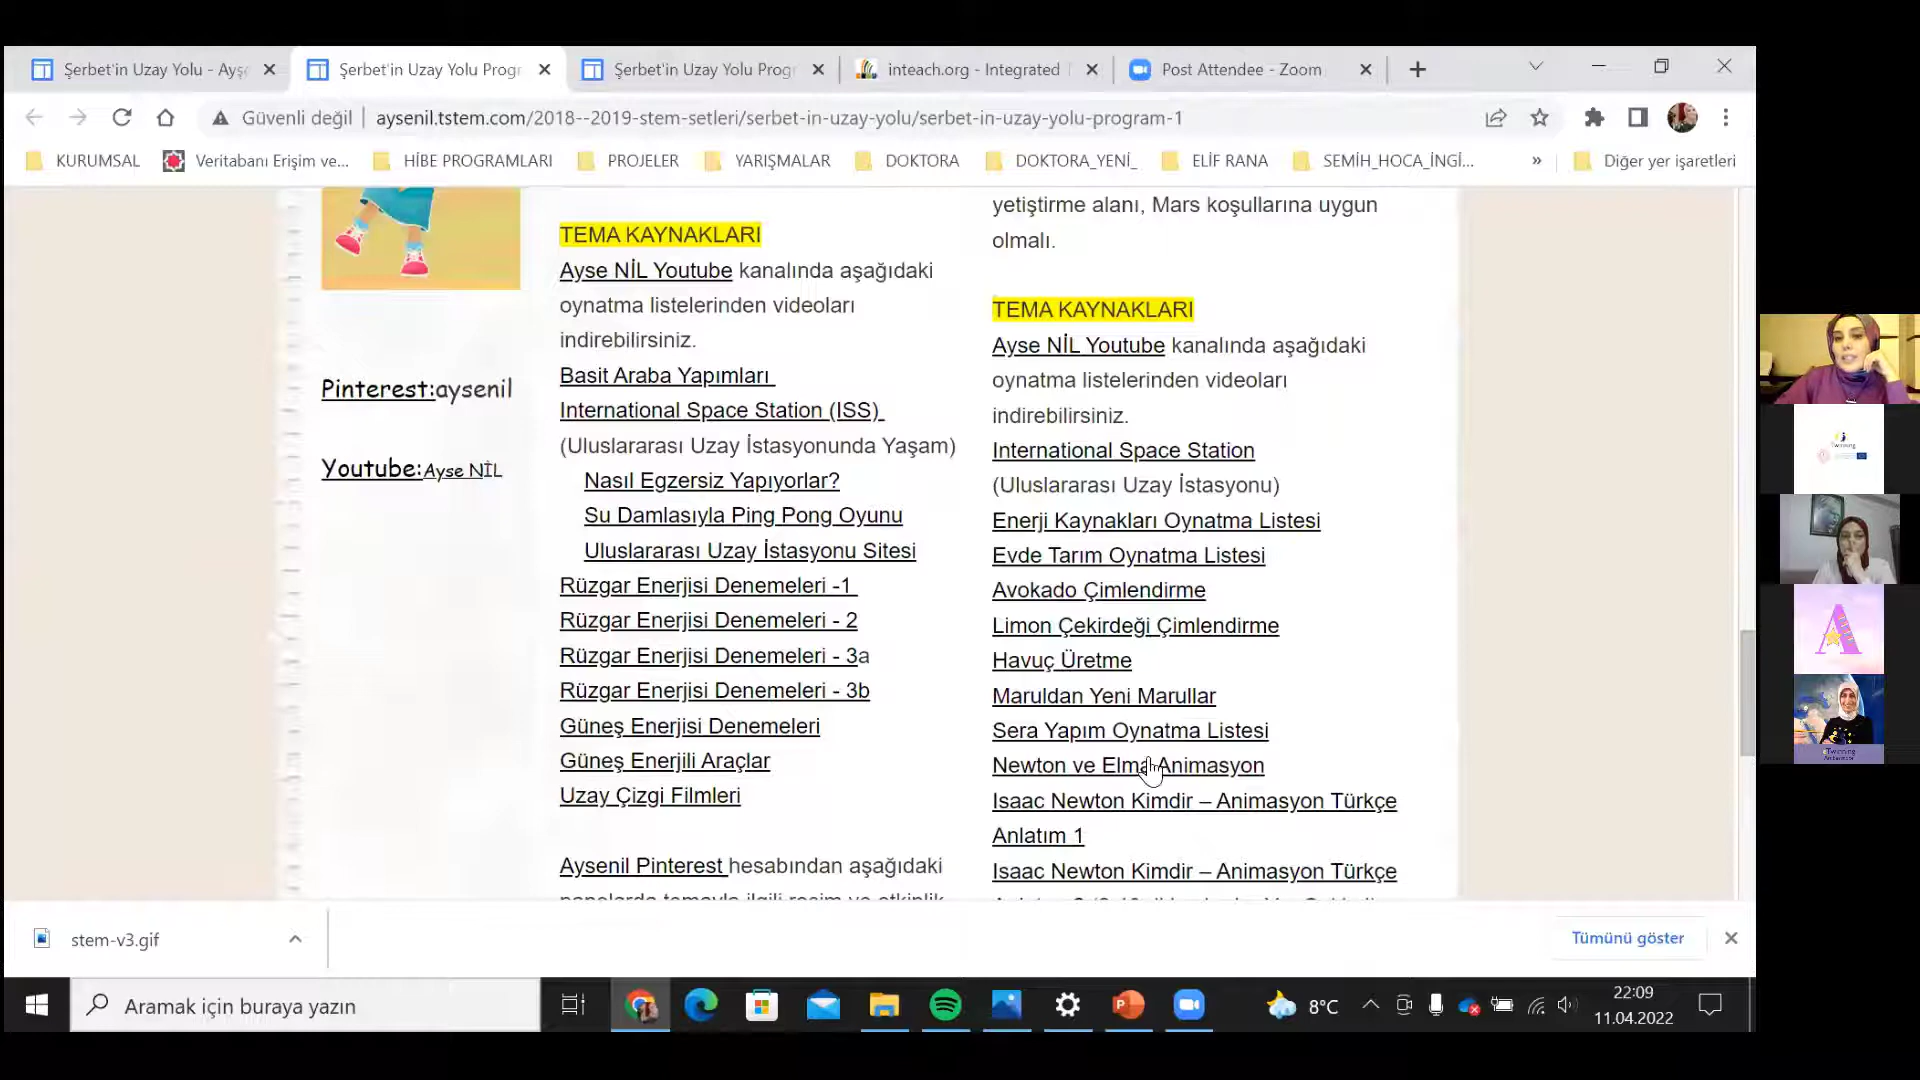 Şerbet'in Uzay Yolu - Ayşe
Şerbet'in Uzay Yolu Progr
Şerbet'in Uzay Yolu Progr
inteach.org - Integrated
Post Attendee - Zoom
Güvenli değil
aysenil.tstem.com/2018--2019-stem-setleri/serbet-in-uzay-yolu/serbet-in-uzay-yolu-program-1
KURUMSAL
Veritabanı Erişim ve...
HİBE PROGRAMLARI
PROJELER
YARIŞMALAR
DOKTORA
DOKTORA_YENİ_
ELİF RANA
SEMİH_HOCA_İNGİ...
»
Diğer yer işaretleri
Pinterest:aysenil
Youtube:Ayse NİL
TEMA KAYNAKLARI
Ayse NİL Youtube kanalında aşağıdaki
oynatma listelerinden videoları
indirebilirsiniz.
Basit Araba Yapımları
International Space Station (ISS)
(Uluslararası Uzay İstasyonunda Yaşam)
Nasıl Egzersiz Yapıyorlar?
Su Damlasıyla Ping Pong Oyunu
Uluslararası Uzay İstasyonu Sitesi
Rüzgar Enerjisi Denemeleri -1
Rüzgar Enerjisi Denemeleri - 2
Rüzgar Enerjisi Denemeleri - 3a
Rüzgar Enerjisi Denemeleri - 3b
Güneş Enerjisi Denemeleri
Güneş Enerjili Araçlar
Uzay Çizgi Filmleri
Aysenil Pinterest hesabından aşağıdaki
yetiştirme alanı, Mars koşullarına uygun
olmalı.
TEMA KAYNAKLARI
Ayse NİL Youtube kanalında aşağıdaki
oynatma listelerinden videoları
indirebilirsiniz.
International Space Station
(Uluslararası Uzay İstasyonu)
Enerji Kaynakları Oynatma Listesi
Evde Tarım Oynatma Listesi
Avokado Çimlendirme
Limon Çekirdeği Çimlendirme
Havuç Üretme
Maruldan Yeni Marullar
Sera Yapım Oynatma Listesi
Newton ve Elma Animasyon
Isaac Newton Kimdir – Animasyon Türkçe
Anlatım 1
Isaac Newton Kimdir – Animasyon Türkçe
stem-v3.gif
Tümünü göster
Aramak için buraya yazın
8°C
22:09
11.04.2022